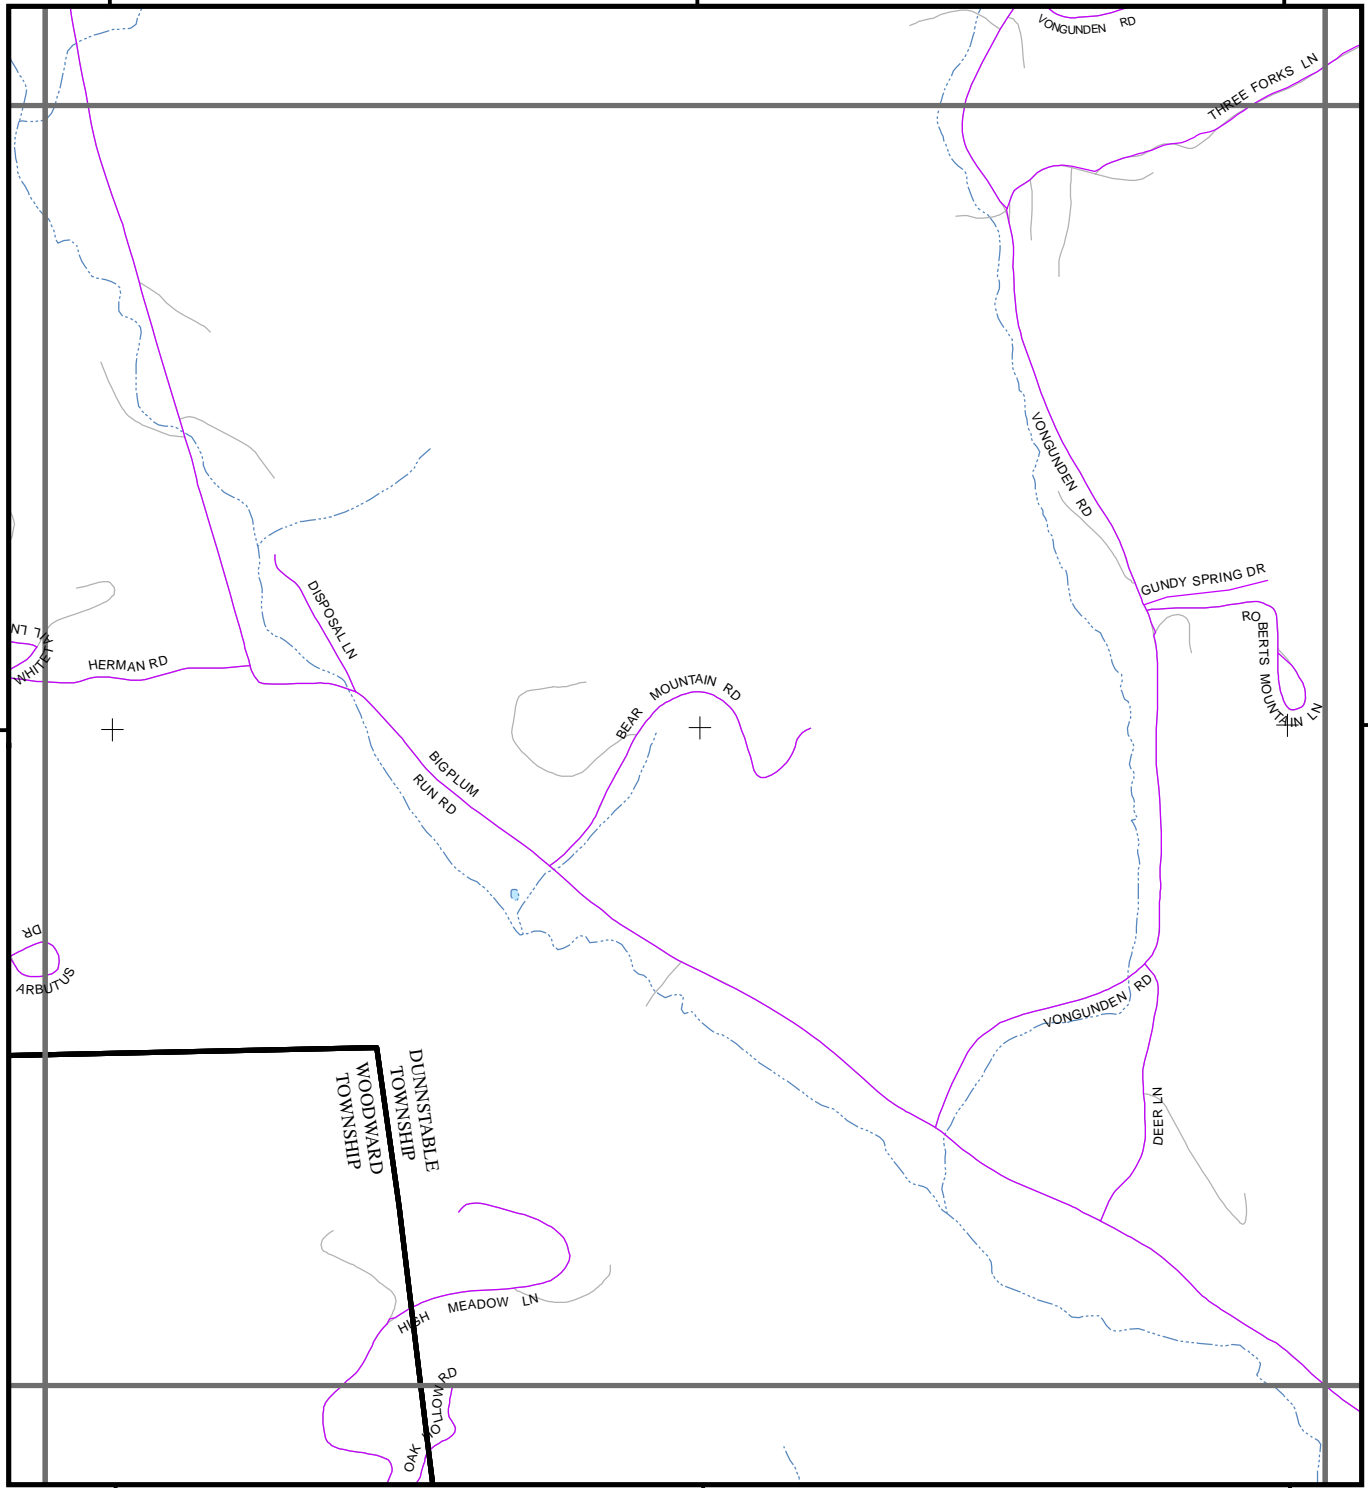 VONGUNDEN RD
THREE FORKS LN
VONGUNDEN RD
GUNDY SPRING DR
ROBERTS MOUNTAIN LN
DISPOSAL LN
WHITETAIL LN
HERMAN RD
BEAR MOUNTAIN RD
BIGPLUM
RUN RD
ARBUTUS DR
VONGUNDEN RD
DEER LN
DUNNSTABLE
TOWNSHIP
WOODWARD
TOWNSHIP
HIGH MEADOW LN
OAK HOLLOW RD